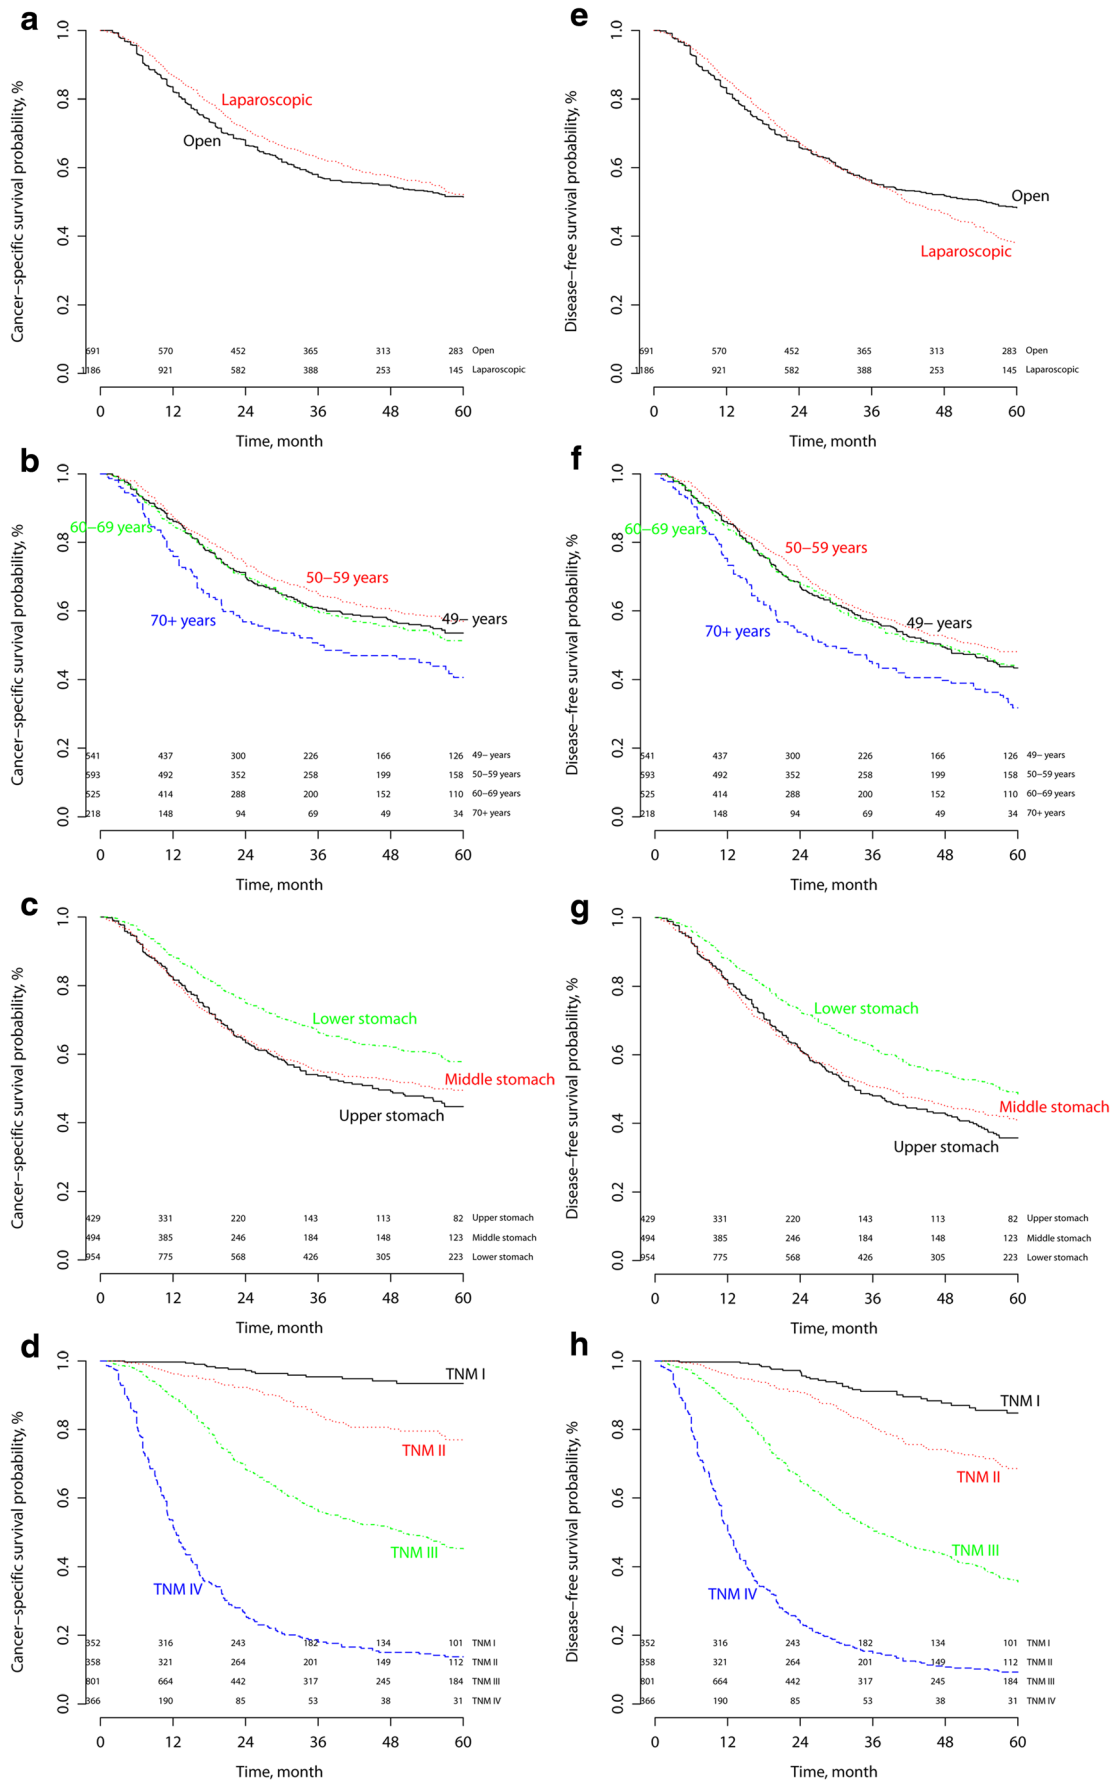 a
Cancer−specific survival probability, %
1.0
0.8
0.6
0.4
0.2
0.0
Laparoscopic
Open
691 570 452 365 313 283 Open
1186 921 582 388 253 145 Laparoscopic
0 12 24 36 48 60
Time, month
e
Disease−free survival probability, %
1.0
0.8
0.6
0.4
0.2
0.0
Open
Laparoscopic
691 570 452 365 313 283 Open
1186 921 582 388 253 145 Laparoscopic
0 12 24 36 48 60
Time, month
b
Cancer−specific survival probability, %
1.0
0.8
0.6
0.4
0.2
0.0
60−69 years
50−59 years
49− years
70+ years
541 437 300 226 166 126 49− years
593 492 352 258 199 158 50−59 years
525 414 288 200 152 110 60−69 years
218 148 94 69 49 34 70+ years
0 12 24 36 48 60
Time, month
f
Disease−free survival probability, %
1.0
0.8
0.6
0.4
0.2
0.0
60−69 years
50−59 years
49− years
70+ years
541 437 300 226 166 126 49− years
593 492 352 258 199 158 50−59 years
525 414 288 200 152 110 60−69 years
218 148 94 69 49 34 70+ years
0 12 24 36 48 60
Time, month
c
Cancer−specific survival probability, %
1.0
0.8
0.6
0.4
0.2
0.0
Lower stomach
Middle stomach
Upper stomach
429 331 220 143 113 82 Upper stomach
494 385 246 184 148 123 Middle stomach
954 775 568 426 305 223 Lower stomach
0 12 24 36 48 60
Time, month
g
Disease−free survival probability, %
1.0
0.8
0.6
0.4
0.2
0.0
Lower stomach
Middle stomach
Upper stomach
429 331 220 143 113 82 Upper stomach
494 385 246 184 148 123 Middle stomach
954 775 568 426 305 223 Lower stomach
0 12 24 36 48 60
Time, month
d
Cancer−specific survival probability, %
1.0
0.8
0.6
0.4
0.2
0.0
TNM I
TNM II
TNM III
TNM IV
352 316 243 182 134 101 TNM I
358 321 264 201 149 112 TNM II
801 664 442 317 245 184 TNM III
366 190 85 53 38 31 TNM IV
0 12 24 36 48 60
Time, month
h
Disease−free survival probability, %
1.0
0.8
0.6
0.4
0.2
0.0
TNM I
TNM II
TNM III
TNM IV
352 316 243 182 134 101 TNM I
358 321 264 201 149 112 TNM II
801 664 442 317 245 184 TNM III
366 190 85 53 38 31 TNM IV
0 12 24 36 48 60
Time, month